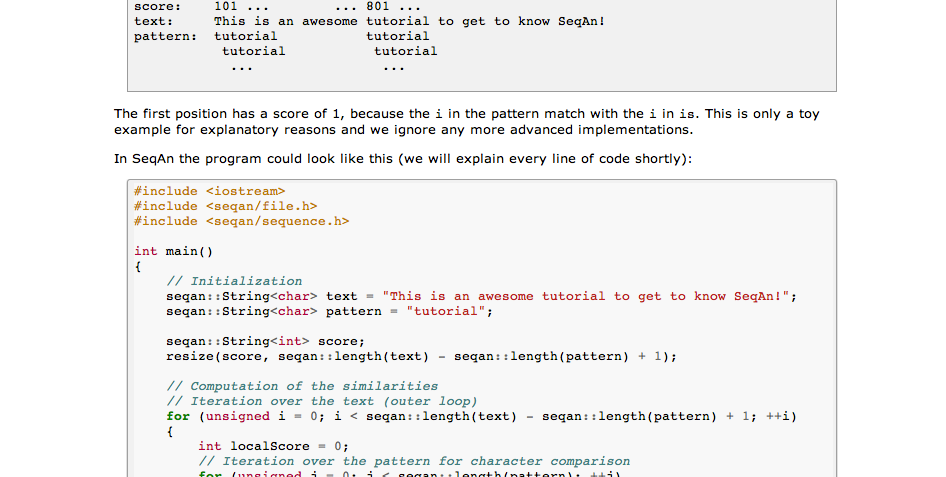 score:    101 ...         ... 801 ...
text:     This is an awesome tutorial to get to know SeqAn!
pattern:  tutorial           tutorial
           tutorial           tutorial
            ...                ...
The first position has a score of 1, because the i in the pattern match with the i in is. This is only a toy
example for explanatory reasons and we ignore any more advanced implementations.
In SeqAn the program could look like this (we will explain every line of code shortly):
#include <iostream>
#include <seqan/file.h>
#include <seqan/sequence.h>
int main()
{
    // Initialization
    seqan::String<char> text = "This is an awesome tutorial to get to know SeqAn!";
    seqan::String<char> pattern = "tutorial";
    seqan::String<int> score;
    resize(score, seqan::length(text) - seqan::length(pattern) + 1);
    // Computation of the similarities
    // Iteration over the text (outer loop)
    for (unsigned i = 0; i < seqan::length(text) - seqan::length(pattern) + 1; ++i)
    {
        int localScore = 0;
        // Iteration over the pattern for character comparison
        for (unsigned j = 0; j < seqan::length(pattern); ++j)